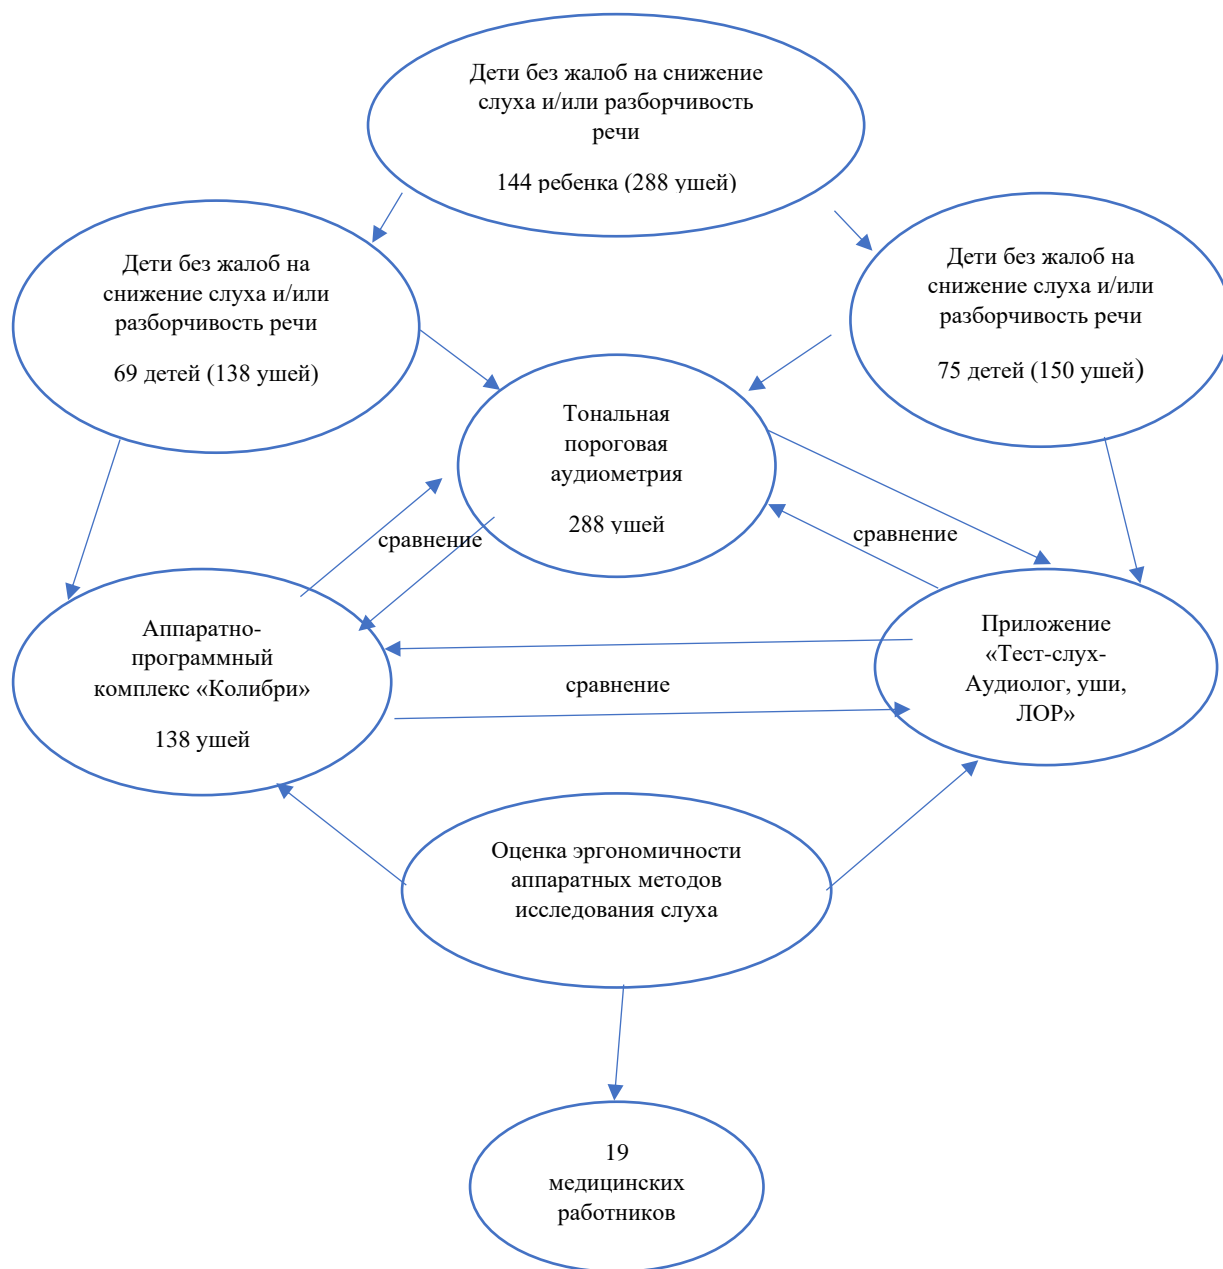 Дети без жалоб на снижение
слуха и/или разборчивость
речи
144 ребенка (288 ушей)
Дети без жалоб на
снижение слуха и/или
разборчивость речи
69 детей (138 ушей)
Дети без жалоб на
снижение слуха и/или
разборчивость речи
75 детей (150 ушей)
Тональная
пороговая
аудиометрия
288 ушей
сравнение
сравнение
Аппаратно-
программный
комплекс «Колибри»
138 ушей
сравнение
Приложение
«Тест-слух-
Аудиолог, уши,
ЛОР»
Оценка эргономичности
аппаратных методов
исследования слуха
19
медицинских
работников